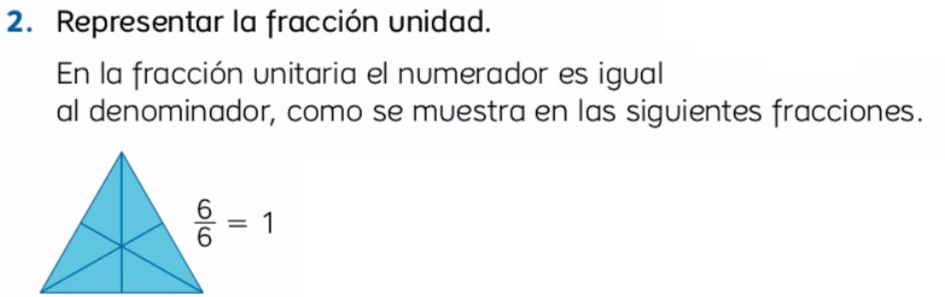 2. Representar la fracción unidad.
En la fracción unitaria el numerador es igual
al denominador, como se muestra en las siguientes fracciones.
6/6 = 1